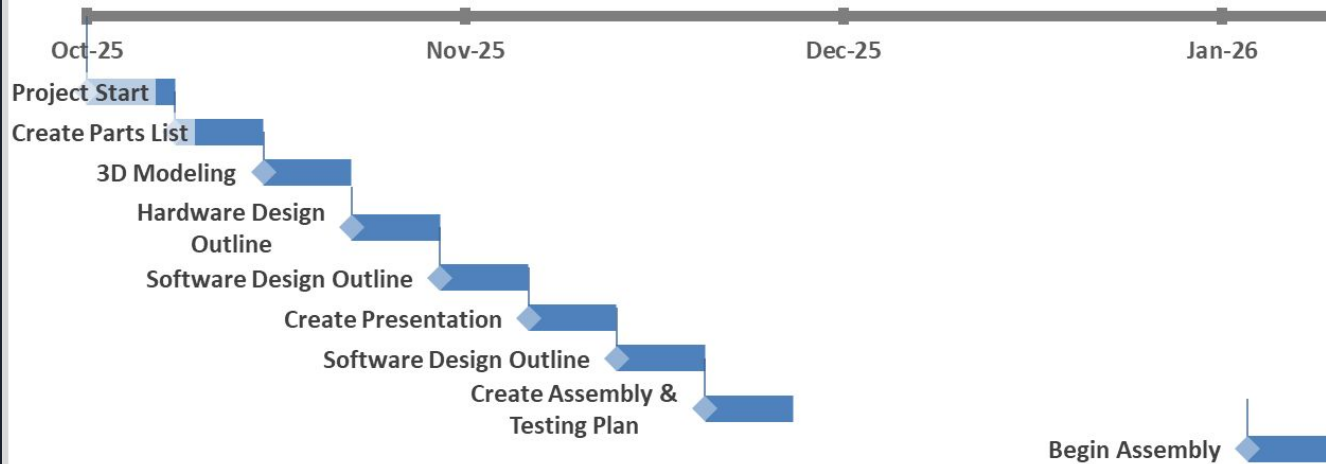 Oct-25 Nov-25 Dec-25 Jan-26
Project Start
Create Parts List
3D Modeling
Hardware Design
Outline
Software Design Outline
Create Presentation
Software Design Outline
Create Assembly &
Testing Plan
Begin Assembly